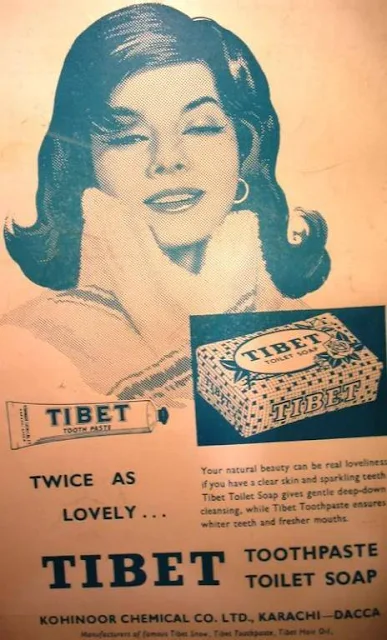 TIBET
TOILET SOAP
TIBET
TIBET
TOOTH PASTE
TWICE AS
LOVELY...
Your natural beauty can be real loveliness
if you have a clear skin and sparkling teeth
Tibet Toilet Soap gives gentle deep-down
cleansing, while Tibet Toothpaste ensures
whiter teeth and fresher mouths.
TIBET
TOOTHPASTE
TOILET SOAP
KOHINOOR CHEMICAL CO. LTD., KARACHI—DACCA
Manufacturers of famous Tibet Snow, Tibet Toothpaste, Tibet Hair Oil,